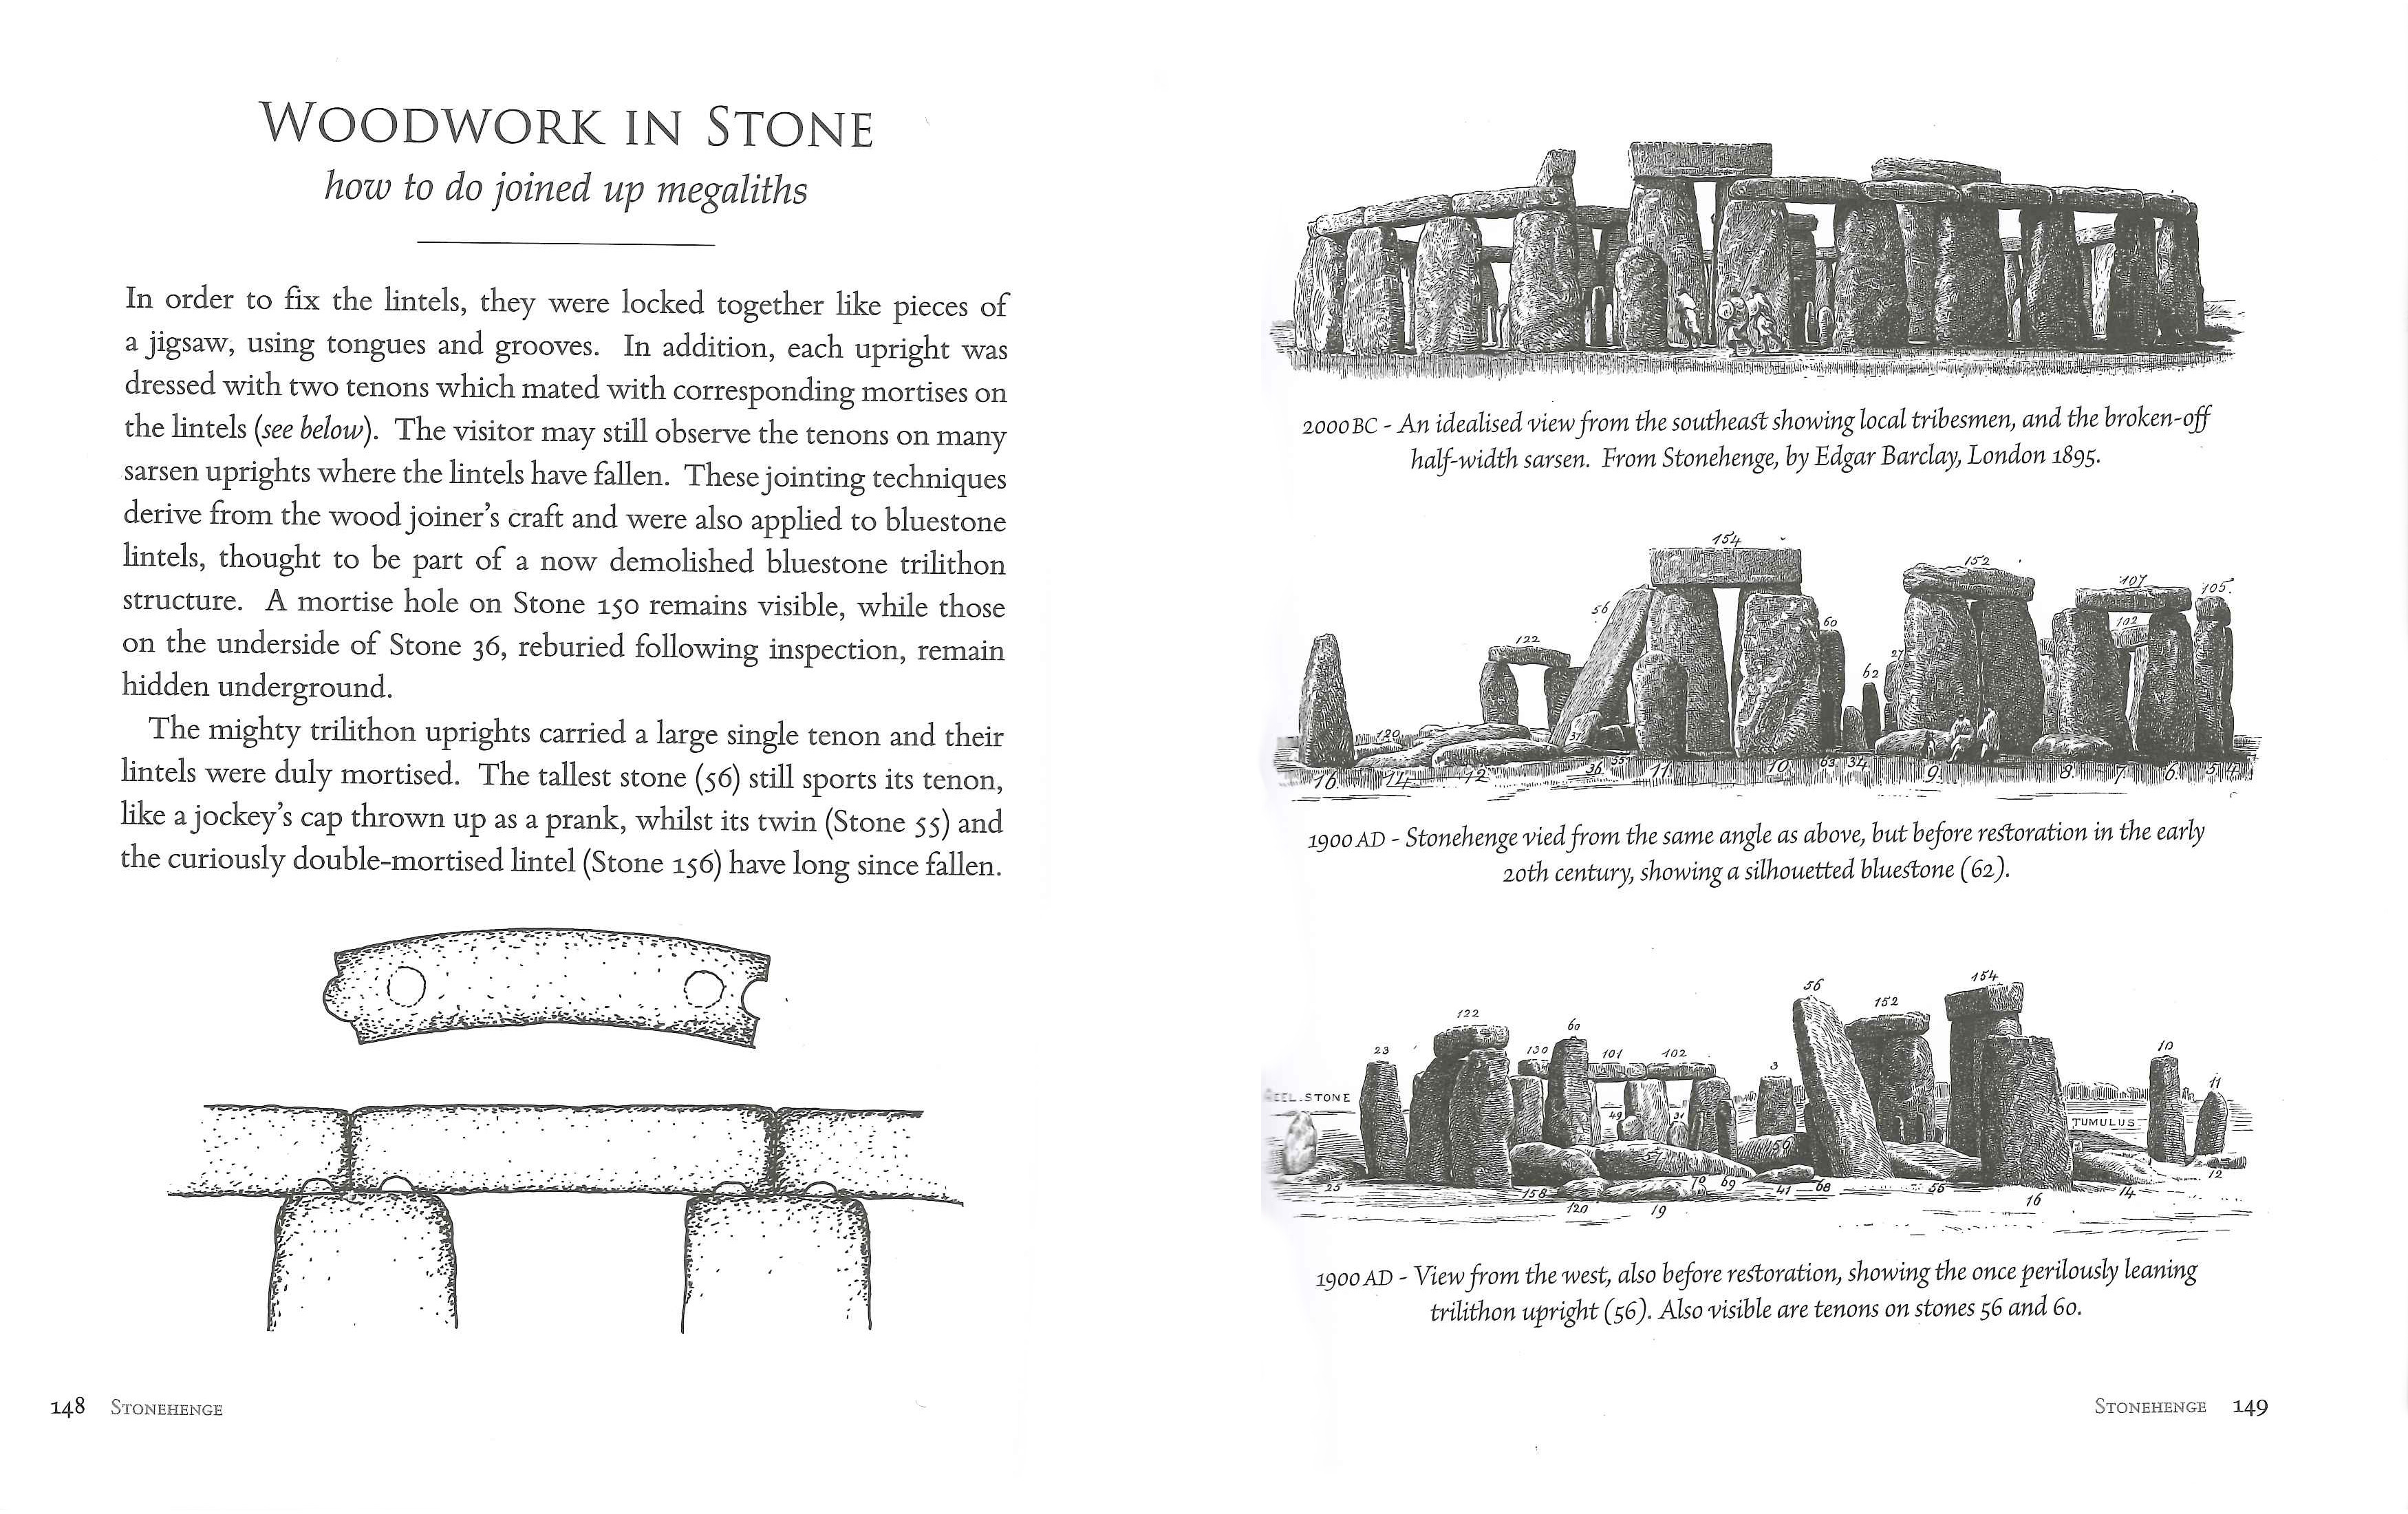 WOODWORK IN STONE
how to do joined up megaliths
In order to fix the lintels, they were locked together like pieces of
a jigsaw, using tongues and grooves. In addition, each upright was
dressed with two tenons which mated with corresponding mortises on
the lintels (see below). The visitor may still observe the tenons on many
sarsen uprights where the lintels have fallen. These jointing techniques
derive from the wood joiner's craft and were also applied to bluestone
lintels, thought to be part of a now demolished bluestone trilithon
structure. A mortise hole on Stone 150 remains visible, while those
on the underside of Stone 36, reburied following inspection, remain
hidden underground.
The mighty trilithon uprights carried a large single tenon and their
lintels were duly mortised. The tallest stone (56) still sports its tenon,
like a jockey's cap thrown up as a prank, whilst its twin (Stone 55) and
the curiously double-mortised lintel (Stone 156) have long since fallen.
148 STONEHENGE
2000 BC - An idealised view from the southeast showing local tribesmen, and the broken-off
half-width sarsen. From Stonehenge, by Edgar Barclay, London 1895.
154
152
107
105.
56
60
102
122
27
62
120
37
16. 14 12 36 55 11 10 63 34 9. 8. 7. 6. 5. 4.
1900 AD - Stonehenge vied from the same angle as above, but before restoration in the early
20th century, showing a silhouetted bluestone (62).
154
56
152
122
60
23
130
101
102
3
10
11
STONE
49
31
TUMULUS
156
57
25
158
70
69
41
68
56
14
12
120
19
16
1900 AD - View from the west, also before restoration, showing the once perilously leaning
trilithon upright (56). Also visible are tenons on stones 56 and 60.
STONEHENGE 149